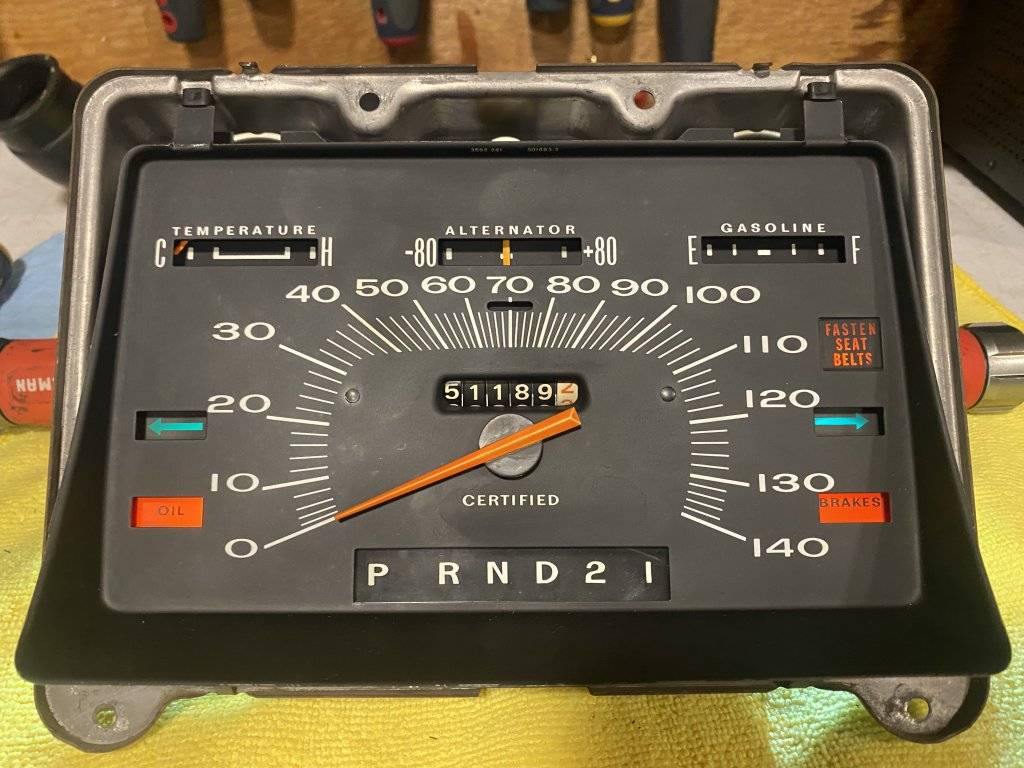 TEMPERATURE
C H
ALTERNATOR
-80 +80
GASOLINE
E F
0 10 20 30 40 50 60 70 80 90 100 110 120 130 140
FASTEN
SEAT
BELTS
51189
CERTIFIED
OIL
BRAKES
P R N D 2 1